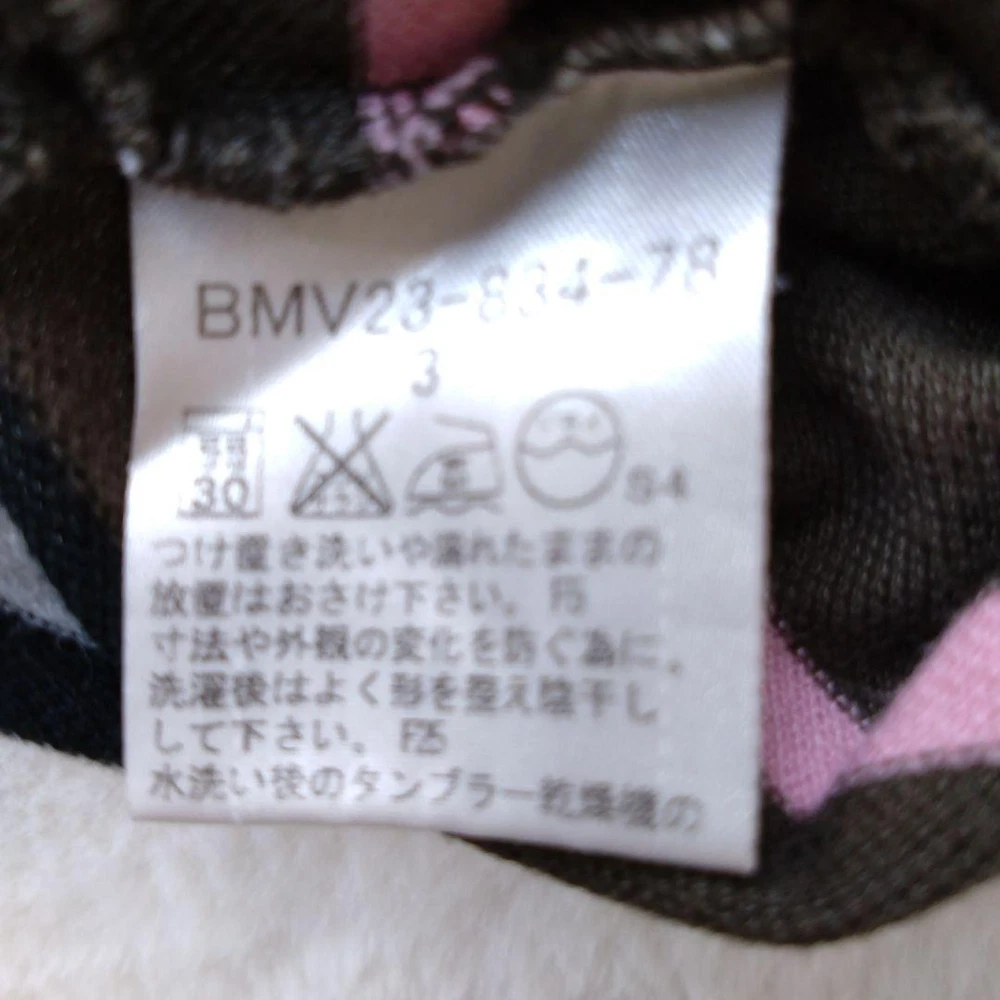 BMV23-834-78
3
30
S4
つけ置き洗いや濡れたままの
放置はおさけ下さい。 F5
寸法や外観の変化を防ぐ為に、
洗濯後はよく形を整え陰干し
して下さい。 F25
水洗い後のタンブラー乾燥機の